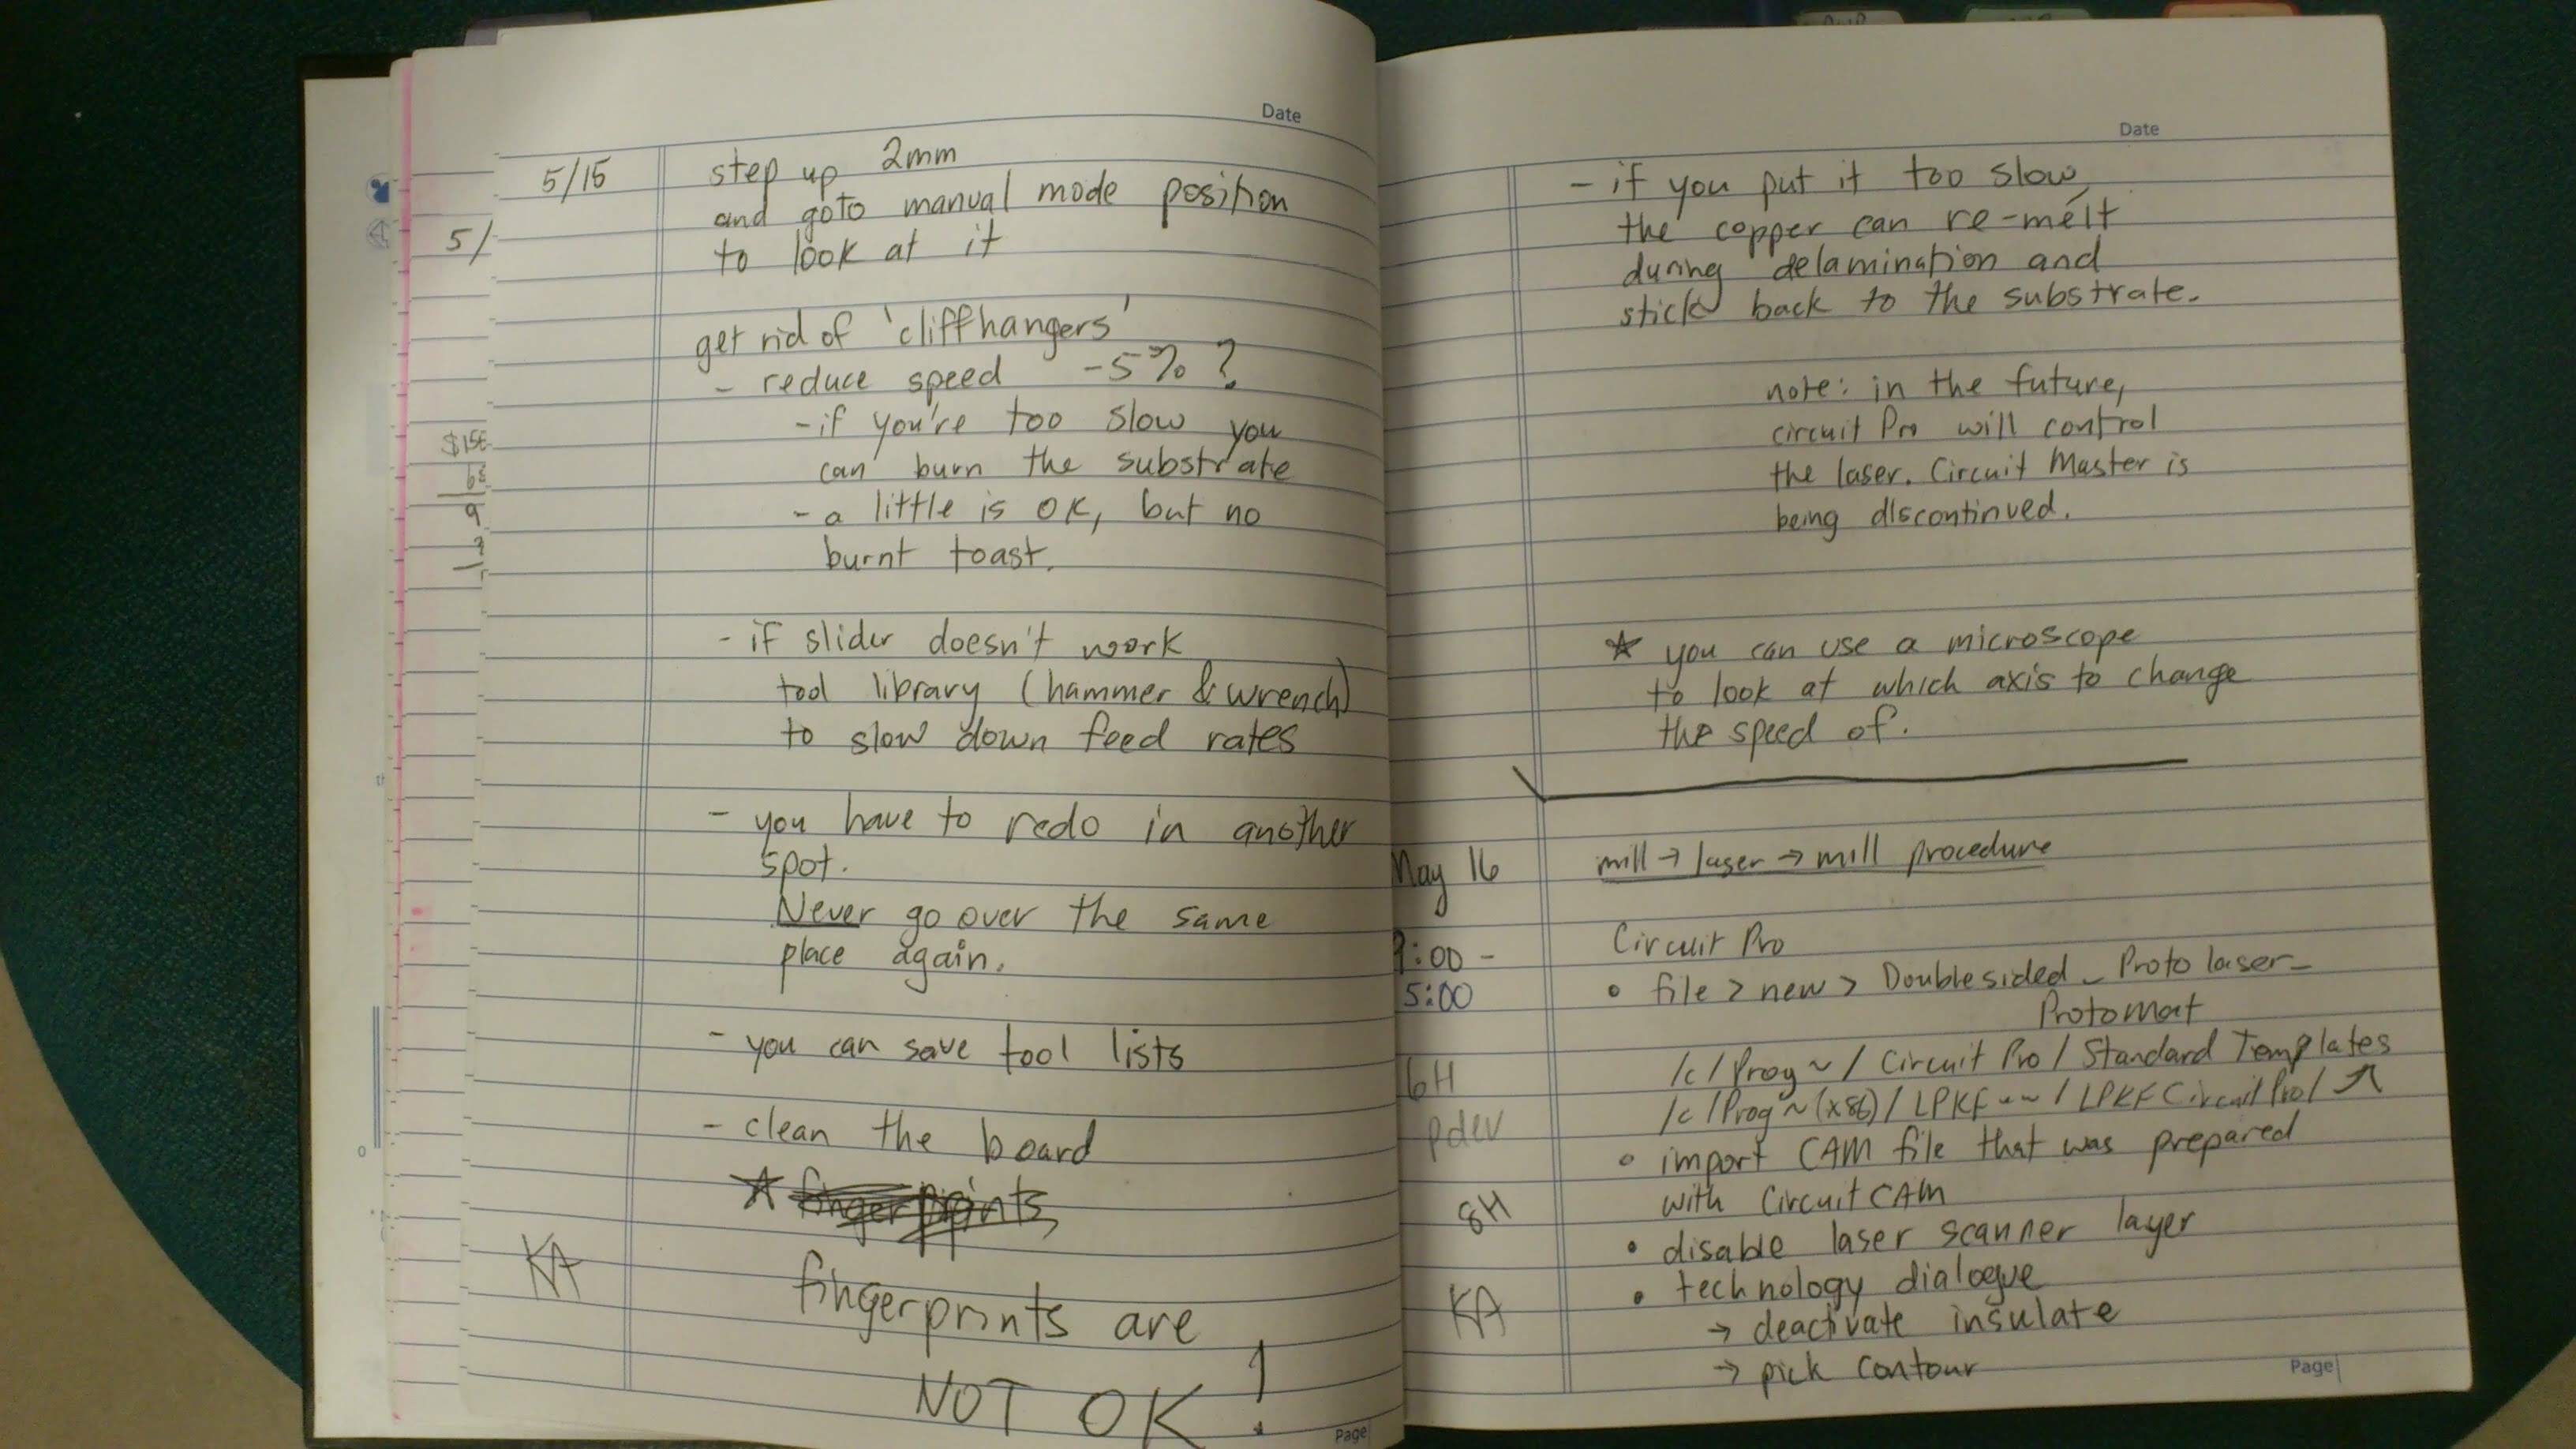 Date
5/15
step up 2mm
and goto manual mode position
to look at it
5/
get rid of 'cliffhangers'
- reduce speed -5% ?
- if you're too slow you
can burn the substrate
- a little is OK, but no
burnt toast.
- if slider doesn't work
tool library (hammer & wrench)
to slow down feed rates
- you have to redo in another
spot.
Never go over the same
place again.
- you can save tool lists
- clean the board
☆ fingerprints
KA
fingerprints are
NOT OK !
Page
Date
- if you put it too slow,
the copper can re-melt
during delamination and
stick back to the substrate.
note: in the future,
circuit Pro will control
the laser. Circuit Master is
being discontinued.
☆ you can use a microscope
to look at which axis to change
the speed of.
May 16
mill → laser → mill procedure
9:00 -
5:00
Circuit Pro
• file > new > Doublesided_Protolaser_
Protomat
/c/Prog~/Circuit Pro/Standard Templates
/c/Prog~(x86)/LPKF~~/LPKFCircuitPro/↗
6H
pdev
• import CAM file that was prepared
with CircuitCAM
8H
• disable laser scanner layer
• technology dialogue
KA
→ deactivate insulate
→ pick contour
Page